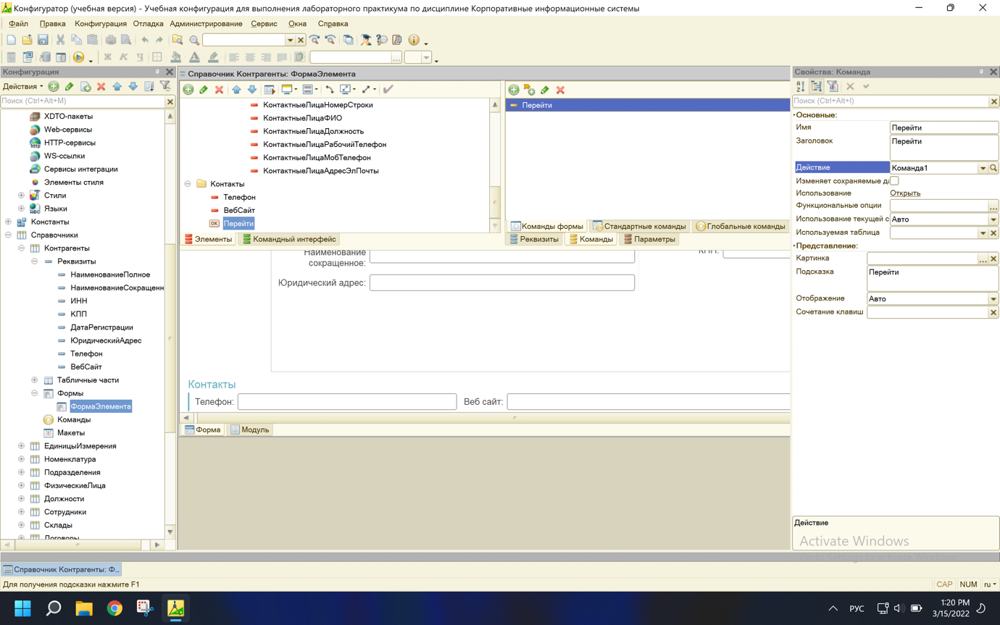 Конфигуратор (учебная версия) - Учебная конфигурация для выполнения лабораторного практикума по дисциплине Корпоративные информационные системы
Файл Правка Конфигурация Отладка Администрирование Сервис Окна Справка
Ж К Ч
Конфигурация
Действия
Поиск (Ctrl+Alt+M)
XDTO-пакеты
Web-сервисы
HTTP-сервисы
WS-ссылки
Сервисы интеграции
Элементы стиля
Стили
Языки
Константы
Справочники
Контрагенты
Реквизиты
НаименованиеПолное
НаименованиеСокращенн
ИНН
КПП
ДатаРегистрации
ЮридическийАдрес
Телефон
ВебСайт
Табличные части
Формы
ФормаЭлемента
Команды
Макеты
ЕдиницыИзмерения
Номенклатура
Подразделения
ФизическиеЛица
Должности
Сотрудники
Склады
Договоры
Справочник Контрагенты: ФормаЭлемента
КонтактныеЛицаНомерСтроки
КонтактныеЛицаФИО
КонтактныеЛицаДолжность
КонтактныеЛицаРабочийТелефон
КонтактныеЛицаМобТелефон
КонтактныеЛицаАдресЭлПочты
Контакты
Телефон
ВебСайт
OK Перейти
Элементы Командный интерфейс
Перейти
Команды формы Стандартные команды Глобальные команды
Реквизиты Команды Параметры
Наименование
сокращенное:
КПП:
Юридический адрес:
Контакты
Телефон: Веб сайт:
Форма Модуль
Свойства: Команда
Поиск (Ctrl+Alt+I)
Основные:
Имя Перейти
Заголовок Перейти
Действие Команда1
Изменяет сохраняемые да
Использование Открыть
Функциональные опции
Использование текущей с Авто
Используемая таблица
Представление:
Картинка
Подсказка Перейти
Отображение Авто
Сочетание клавиш
Действие
Activate Windows
Go to Settings to activate Windows.
Справочник Контрагенты: Ф...
Для получения подсказки нажмите F1
CAP NUM ru
РУС
1:20 PM
3/15/2022